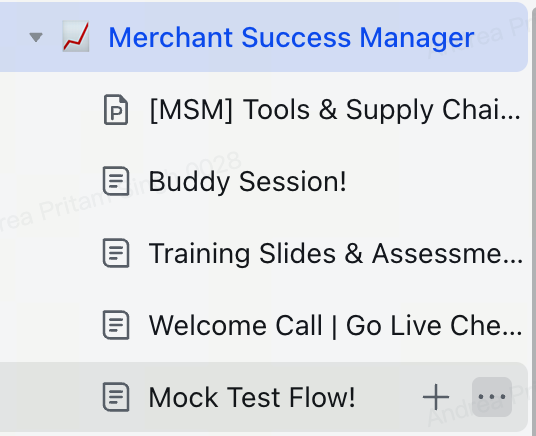 Merchant Success Manager
[MSM] Tools & Supply Chai...
Buddy Session!
Training Slides & Assessme...
Welcome Call | Go Live Che...
Mock Test Flow!